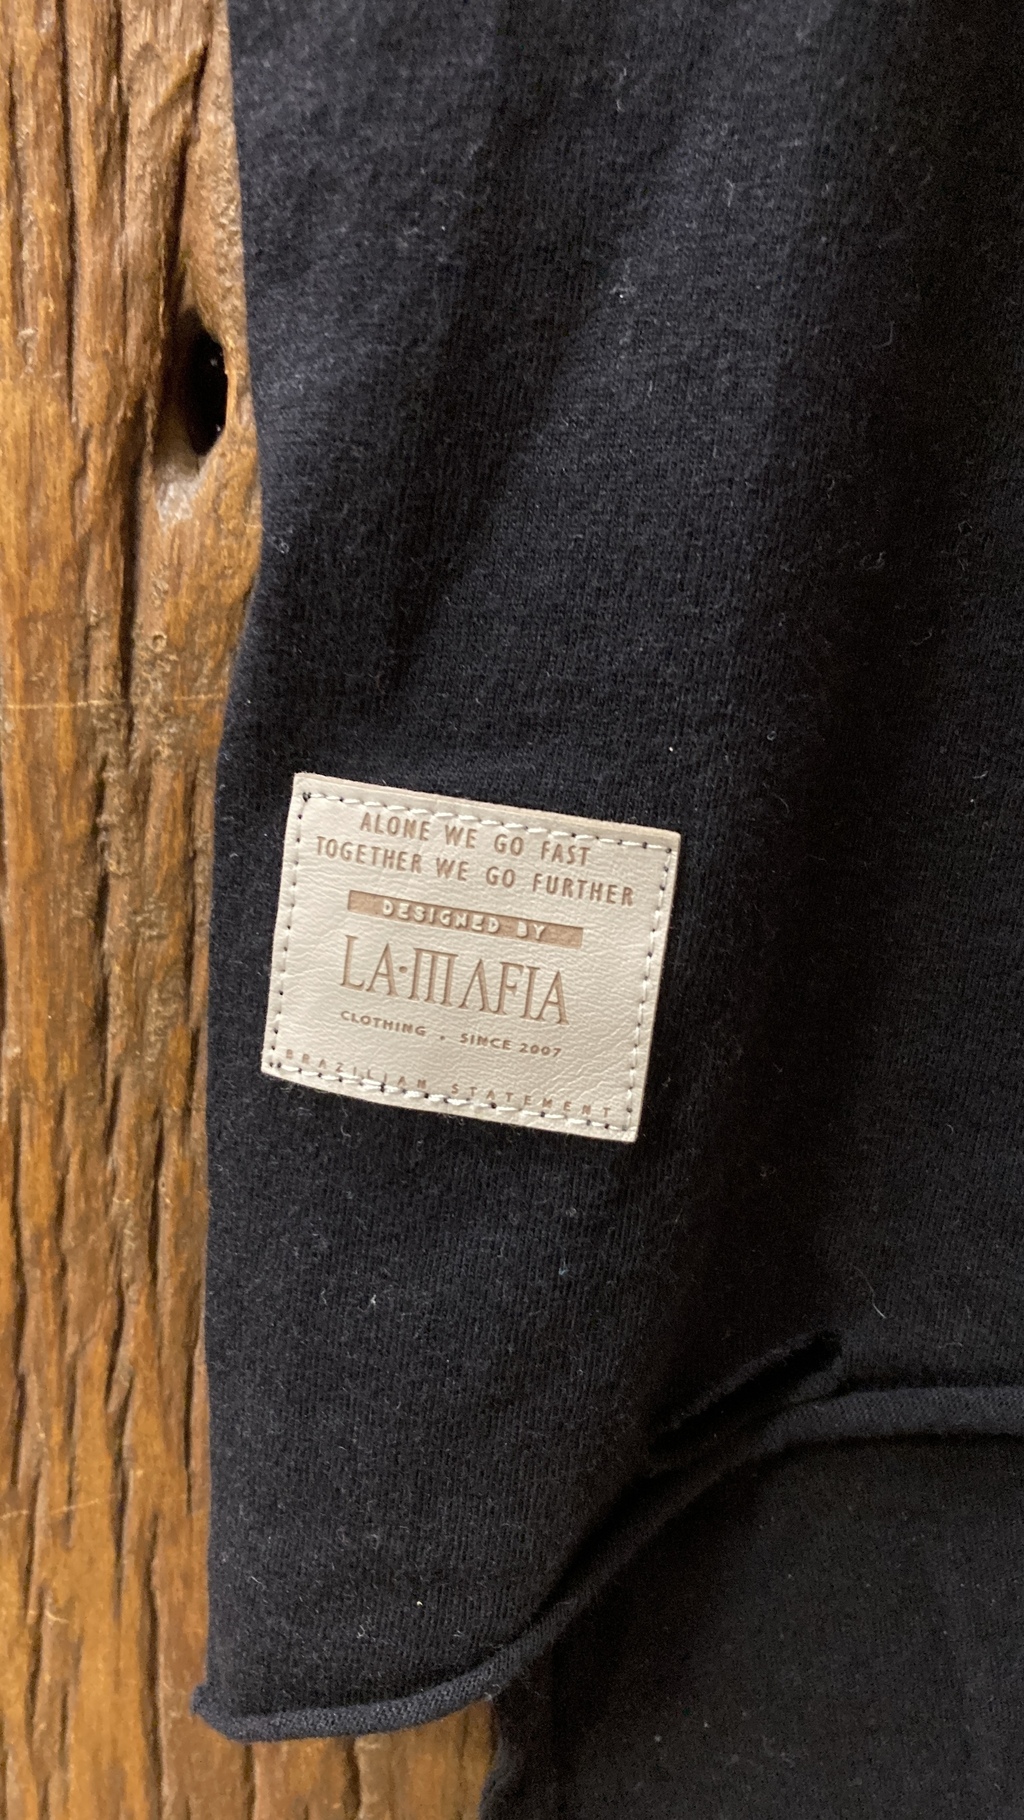 ALONE WE GO FAST
TOGETHER WE GO FURTHER
DESIGNED BY
LA·MAFIA
CLOTHING . SINCE 2007
BRAZILIAN STATEMENT